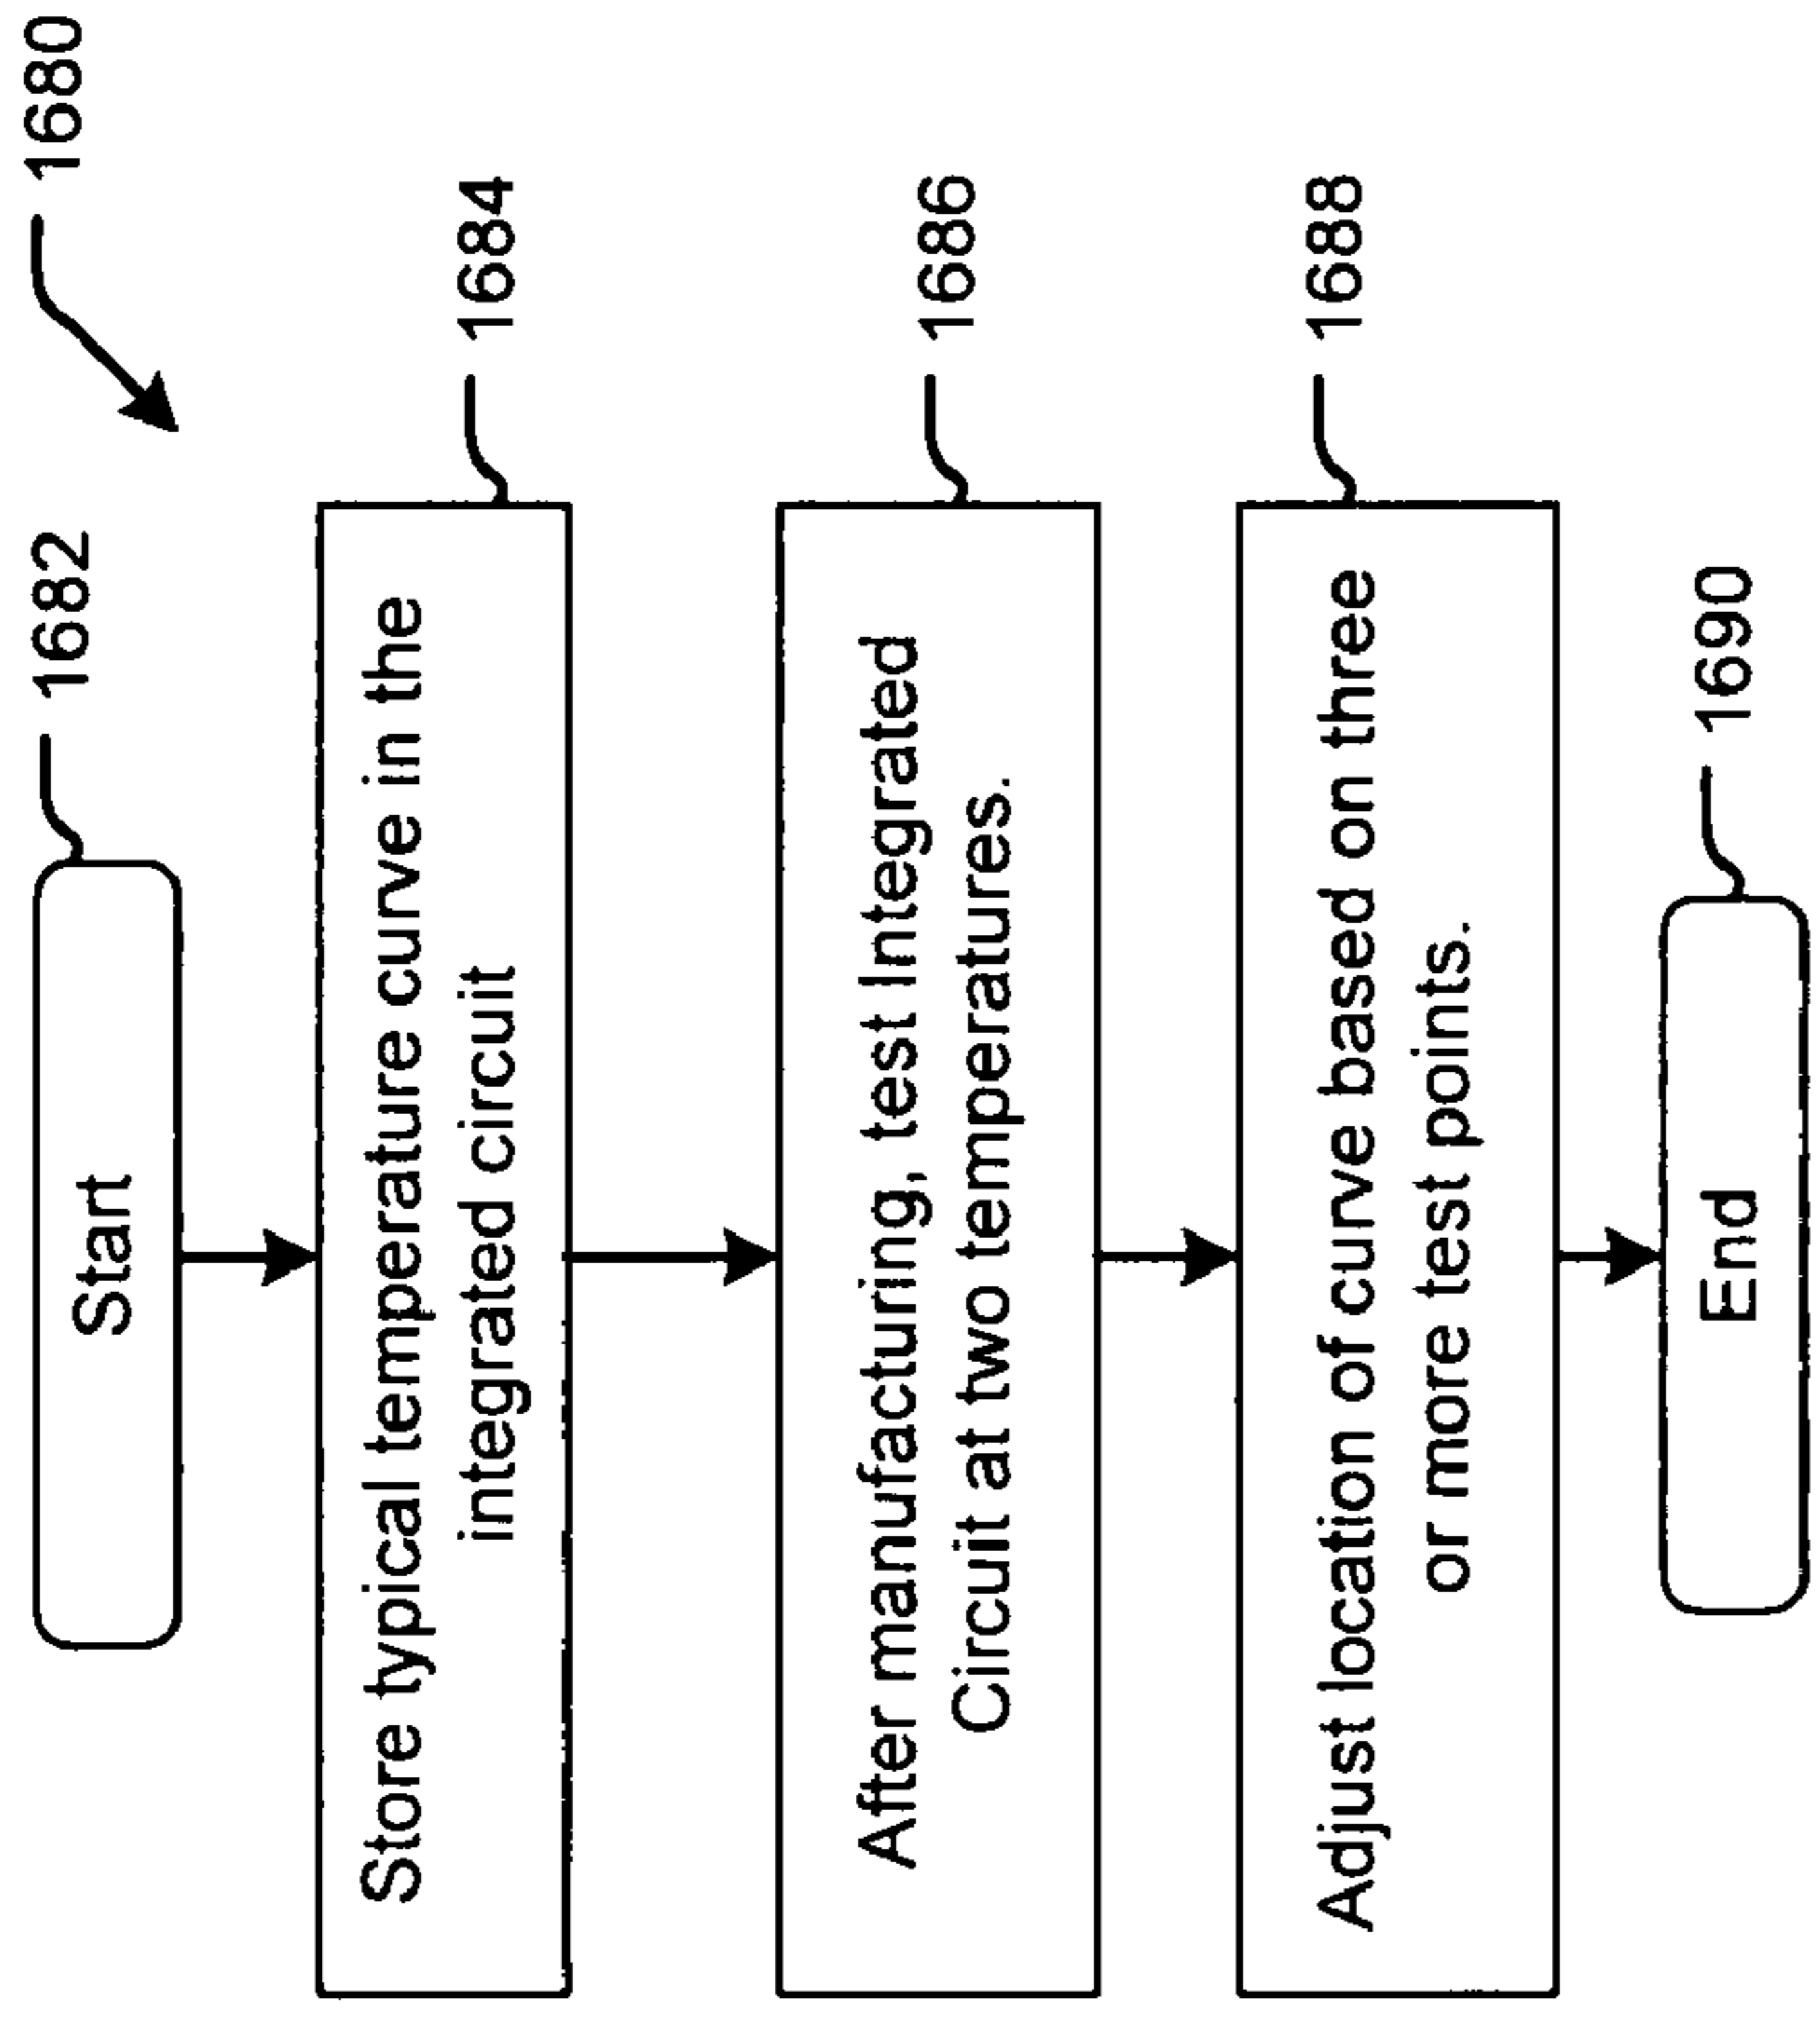 1680
1682
Start
1684
Store typical temperature curve in the
integrated circuit
1686
After manufacturing, test Integrated
Circuit at two temperatures.
1688
Adjust location of curve based on three
or more test points.
1690
End